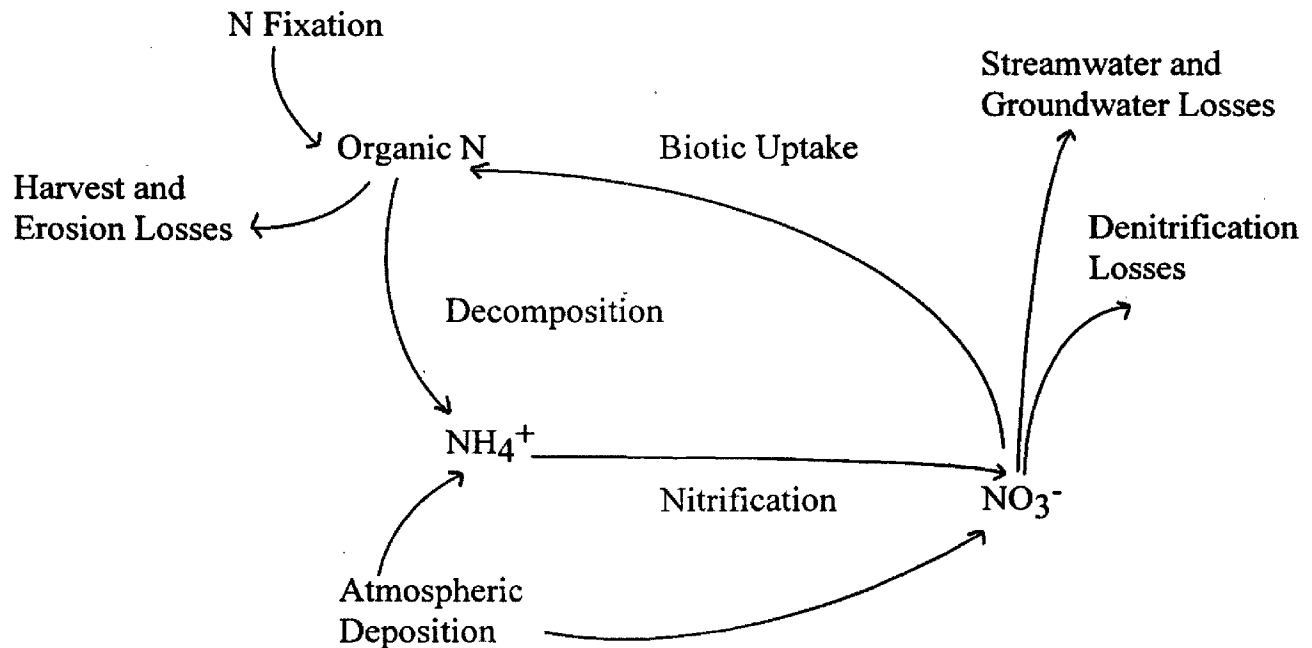 N Fixation
Streamwater and
Groundwater Losses
Organic N
Biotic Uptake
Harvest and
Erosion Losses
Denitrification
Losses
Decomposition
NH₄⁺
Nitrification
NO₃⁻
Atmospheric
Deposition